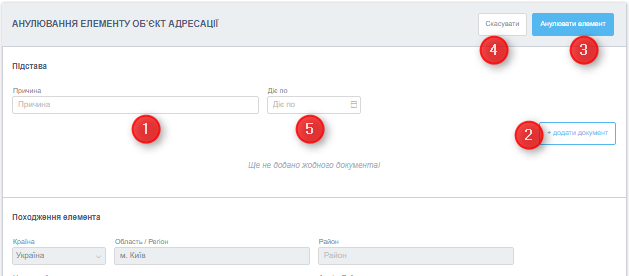 АНУЛЮВАННЯ ЕЛЕМЕНТУ ОБ'ЄКТ АДРЕСАЦІЇ
Скасувати
Анулювати елемент
4
3
Підстава
Причина
Діє по
Причина
Діє по
1
5
2
+ додати документ
Ще не додано жодного документа!
Походження елемента
Країна
Область / Регіон
Район
Україна
м. Київ
Район